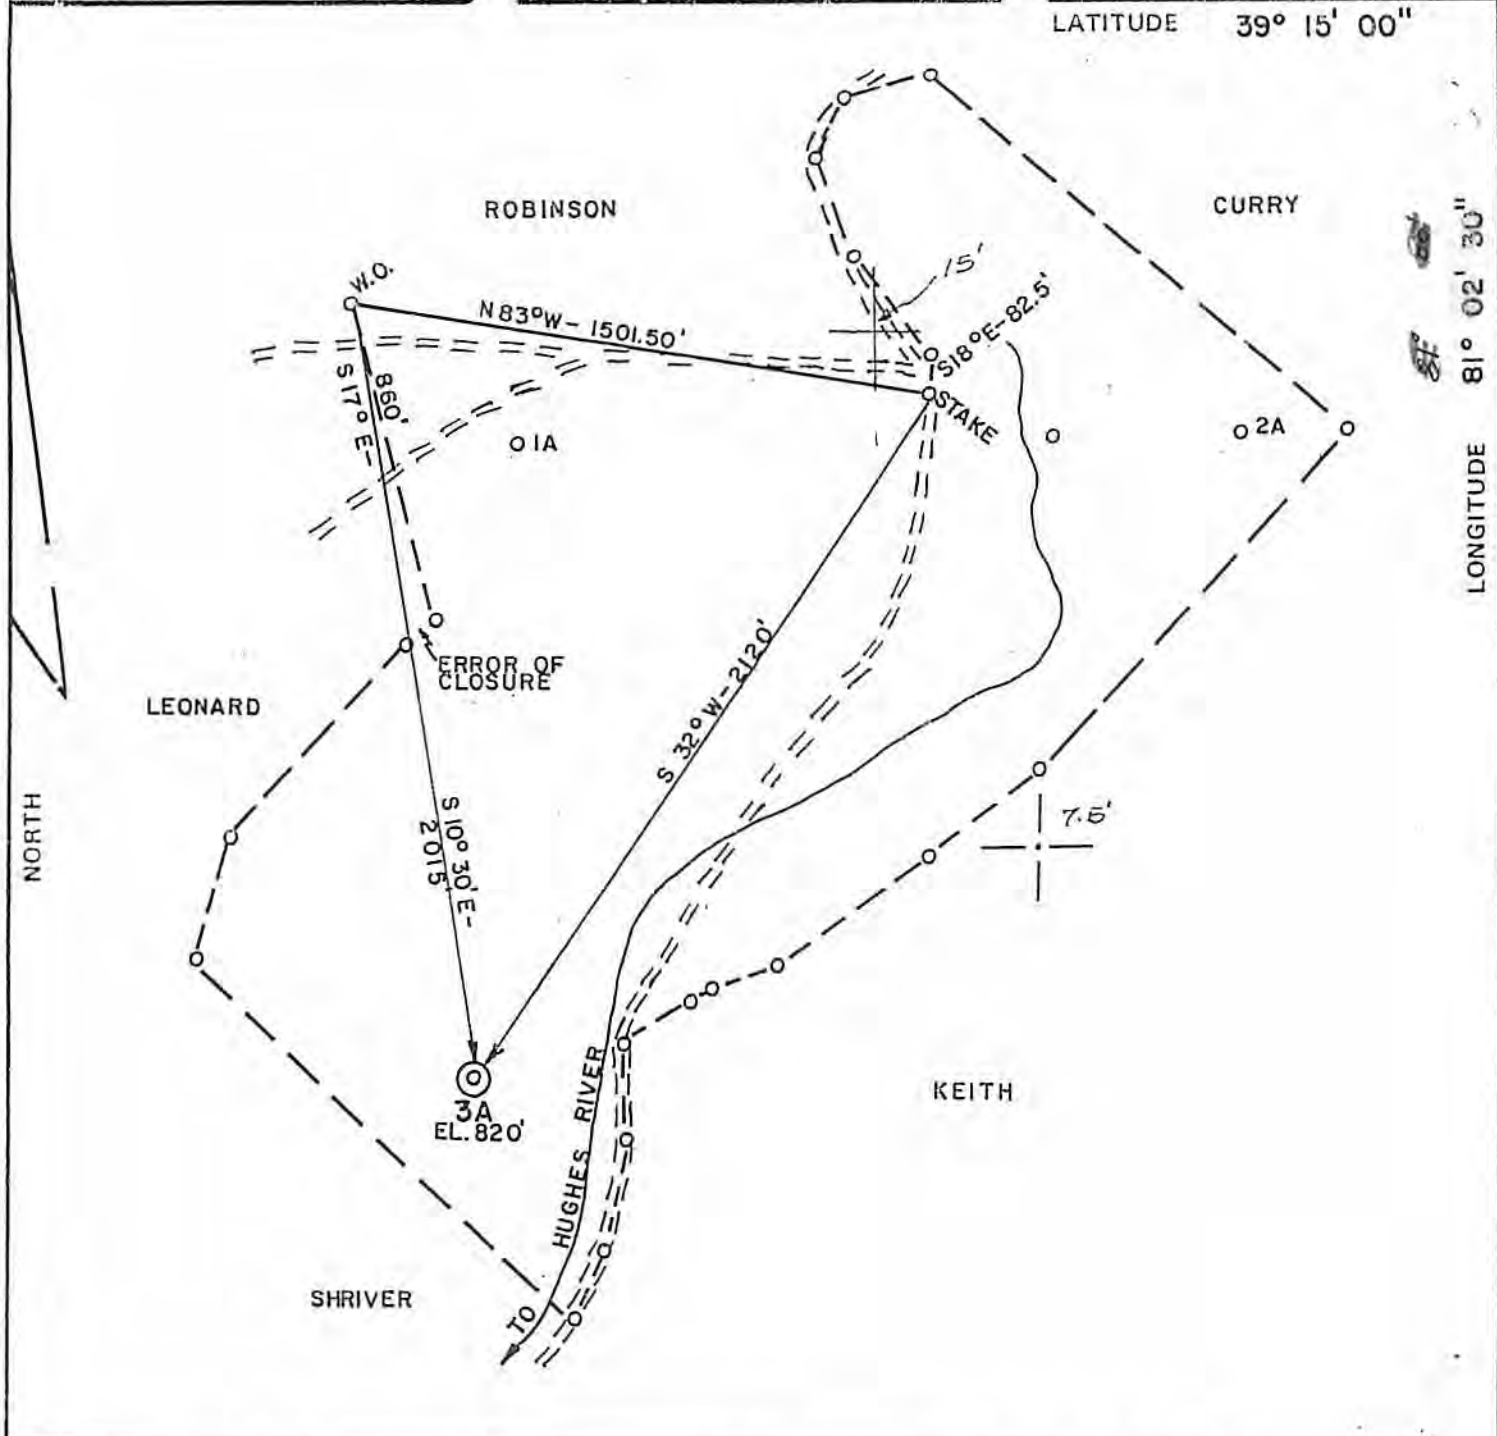 LATITUDE 39° 15' 00"
ROBINSON
CURRY
81° 02' 30"
LONGITUDE
W.O.
15'
N 83° W - 1501.50'
S18°E-82.5'
STAKE
860'
S 17° E-
1A
2A
ERROR OF
CLOSURE
LEONARD
S 32° W - 2120'
NORTH
S 10° 30' E-
2015'
7.5'
3A
EL. 820'
HUGHES RIVER
KEITH
SHRIVER
TO